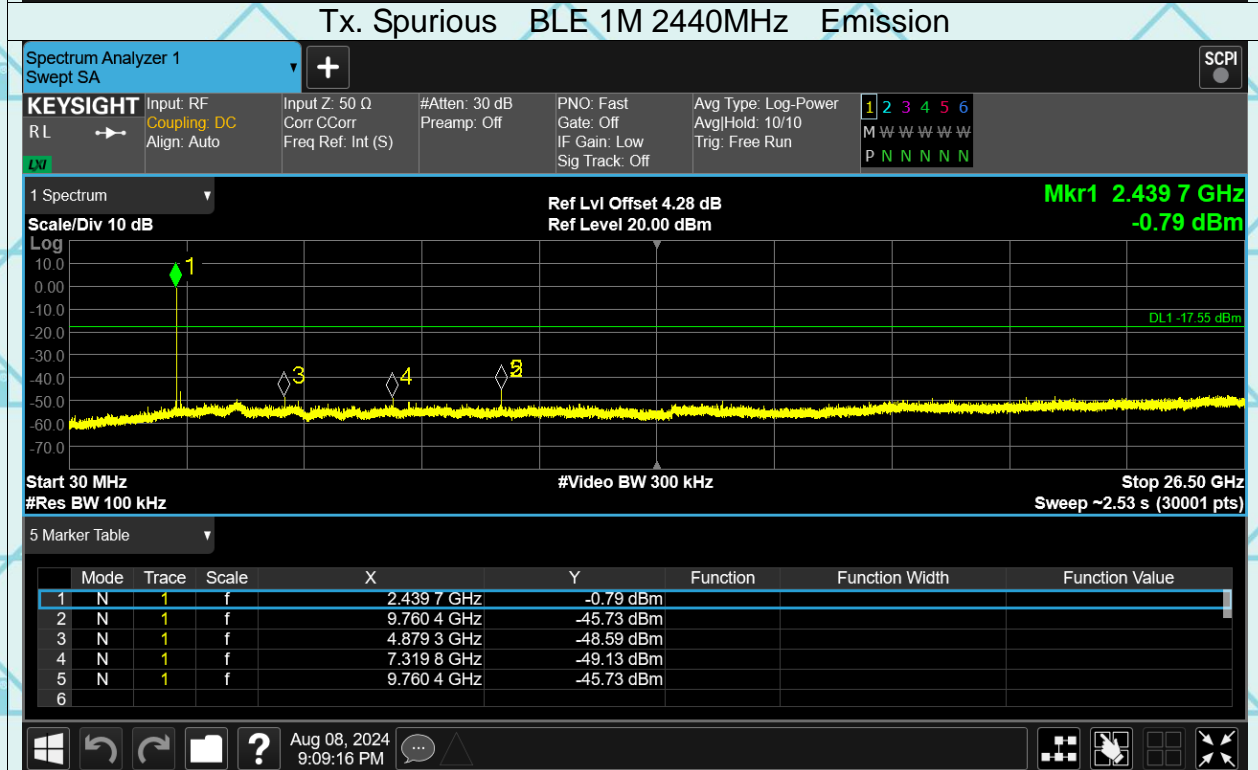 Tx. Spurious BLE 1M 2440MHz Emission
Spectrum Analyzer 1
Swept SA
+
SCPI
KEYSIGHT
R L
LXI
Input: RF
Coupling: DC
Align: Auto
Input Z: 50 Ω
Corr CCorr
Freq Ref: Int (S)
#Atten: 30 dB
Preamp: Off
PNO: Fast
Gate: Off
IF Gain: Low
Sig Track: Off
Avg Type: Log-Power
Avg|Hold: 10/10
Trig: Free Run
1 2 3 4 5 6
M W W W W W
P N N N N N
1 Spectrum
Scale/Div 10 dB
Ref Lvl Offset 4.28 dB
Ref Level 20.00 dBm
Mkr1 2.439 7 GHz
-0.79 dBm
Log
10.0
0.00
-10.0
-20.0
-30.0
-40.0
-50.0
-60.0
-70.0
1
DL1 -17.55 dBm
3
4
Start 30 MHz
#Video BW 300 kHz
Stop 26.50 GHz
#Res BW 100 kHz
Sweep ~2.53 s (30001 pts)
5 Marker Table
Mode Trace Scale X Y Function Function Width Function Value
1 N 1 f 2.439 7 GHz -0.79 dBm
2 N 1 f 9.760 4 GHz -45.73 dBm
3 N 1 f 4.879 3 GHz -48.59 dBm
4 N 1 f 7.319 8 GHz -49.13 dBm
5 N 1 f 9.760 4 GHz -45.73 dBm
6
?
Aug 08, 2024
9:09:16 PM